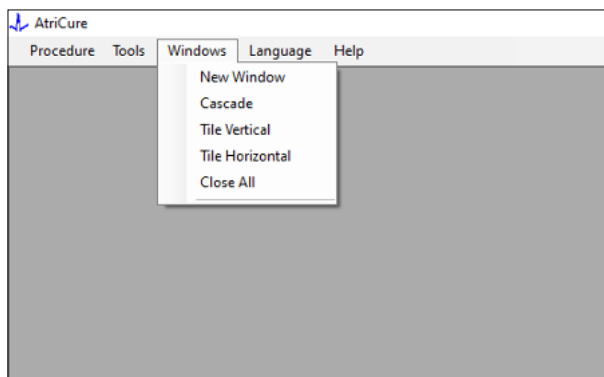 AtriCure
Procedure Tools Windows Language Help
New Window
Cascade
Tile Vertical
Tile Horizontal
Close All